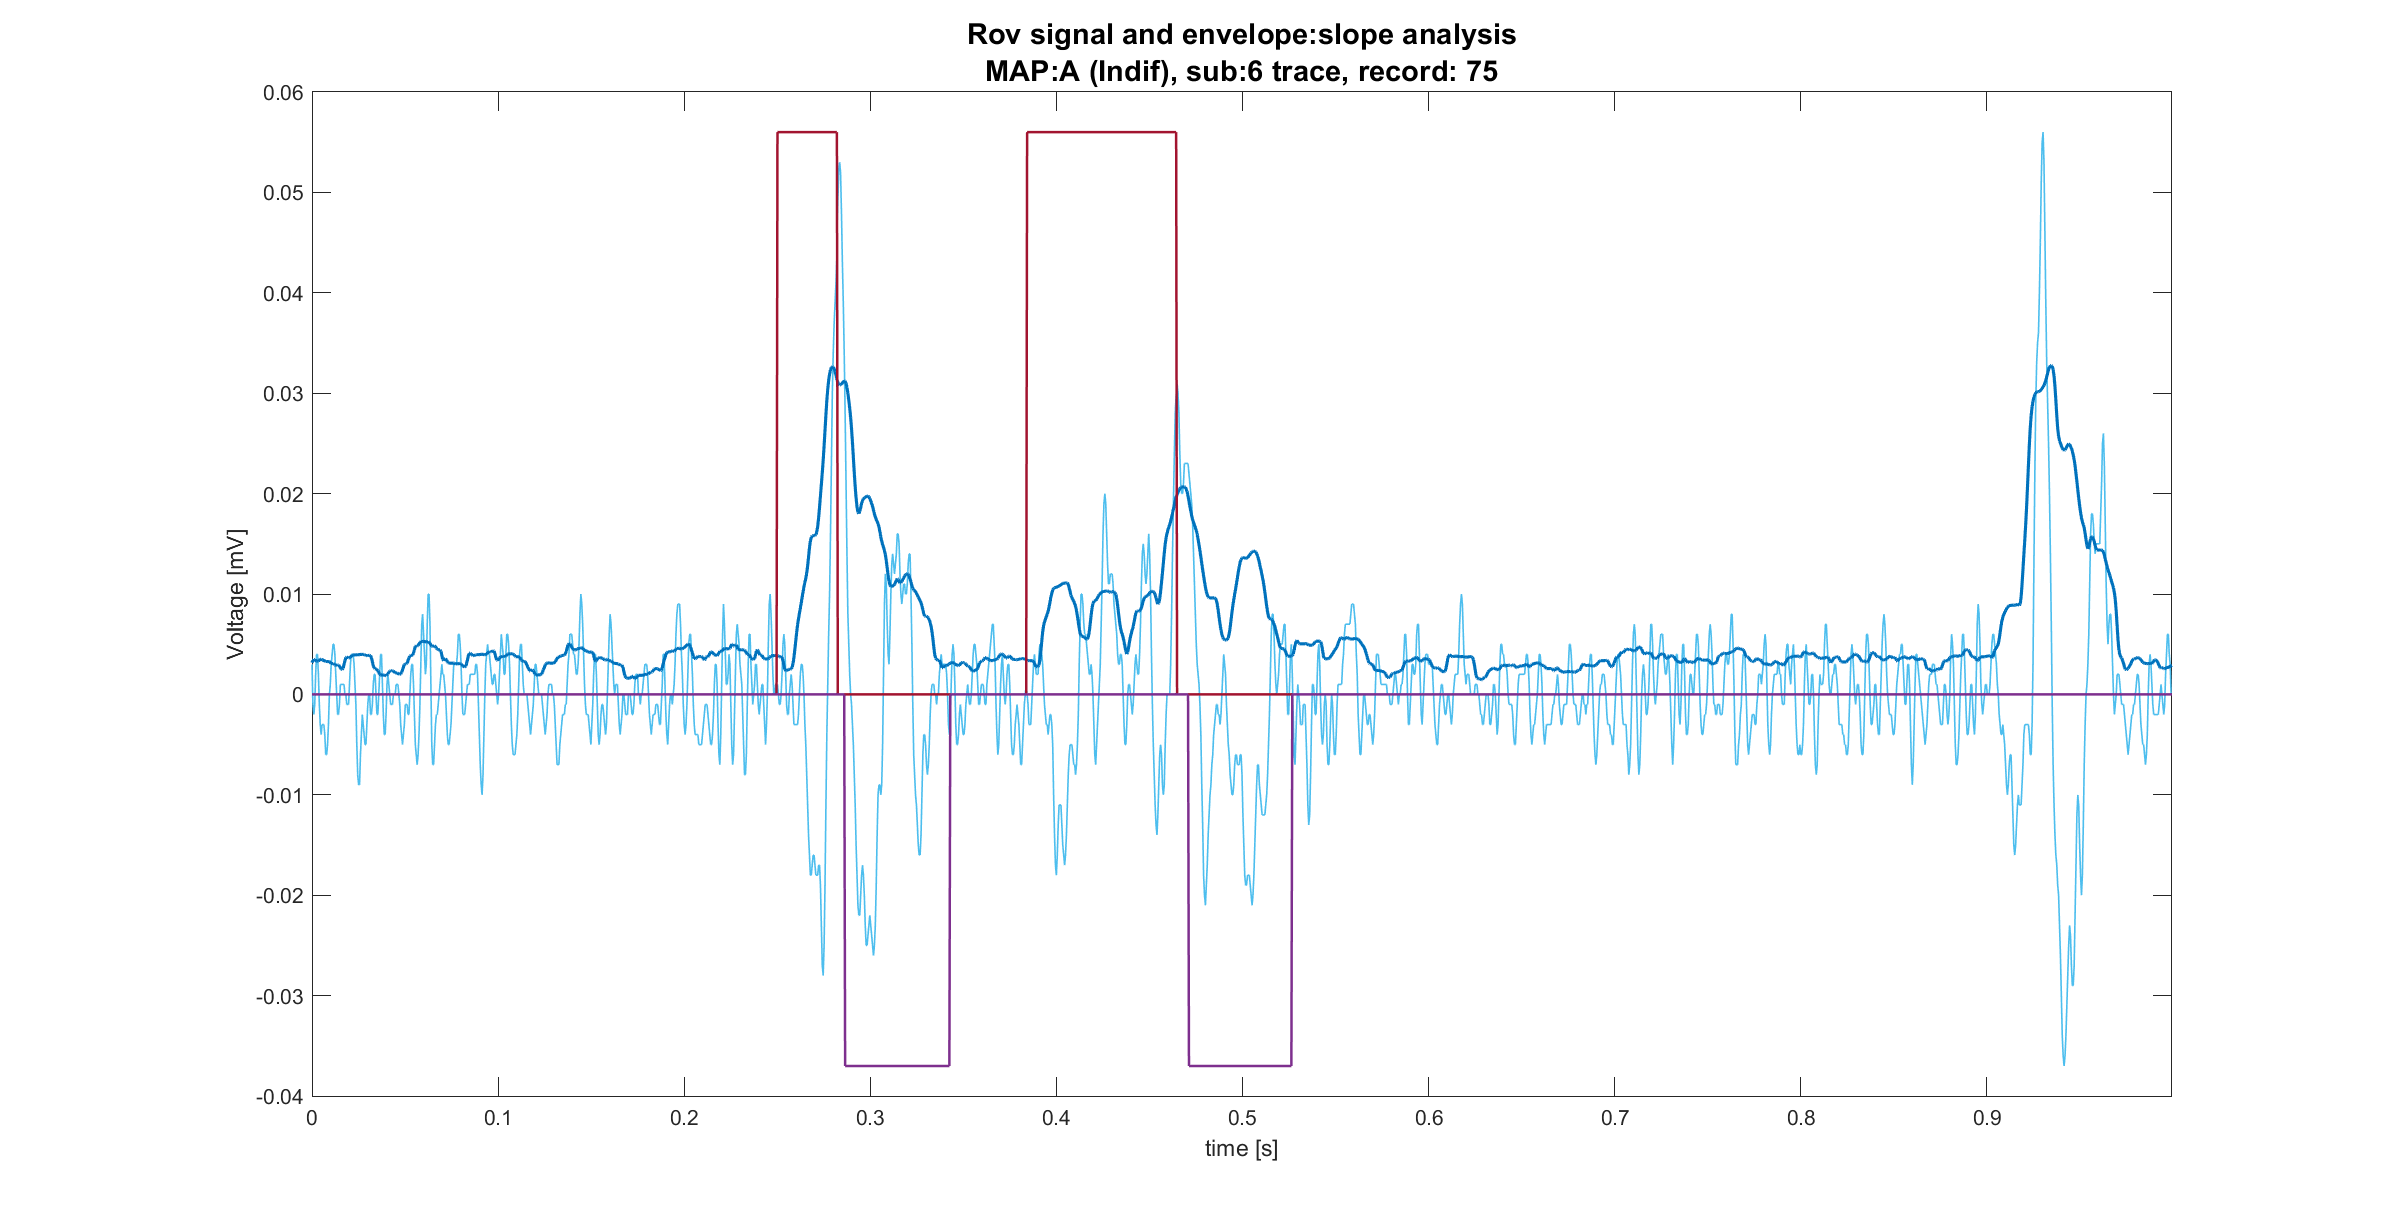 Rov signal and envelope:slope analysis
MAP:A (Indif), sub:6 trace, record: 75
0.06
0.05
0.04
0.03
0.02
0.01
0
-0.01
-0.02
-0.03
-0.04
Voltage [mV]
0 0.1 0.2 0.3 0.4 0.5 0.6 0.7 0.8 0.9
time [s]